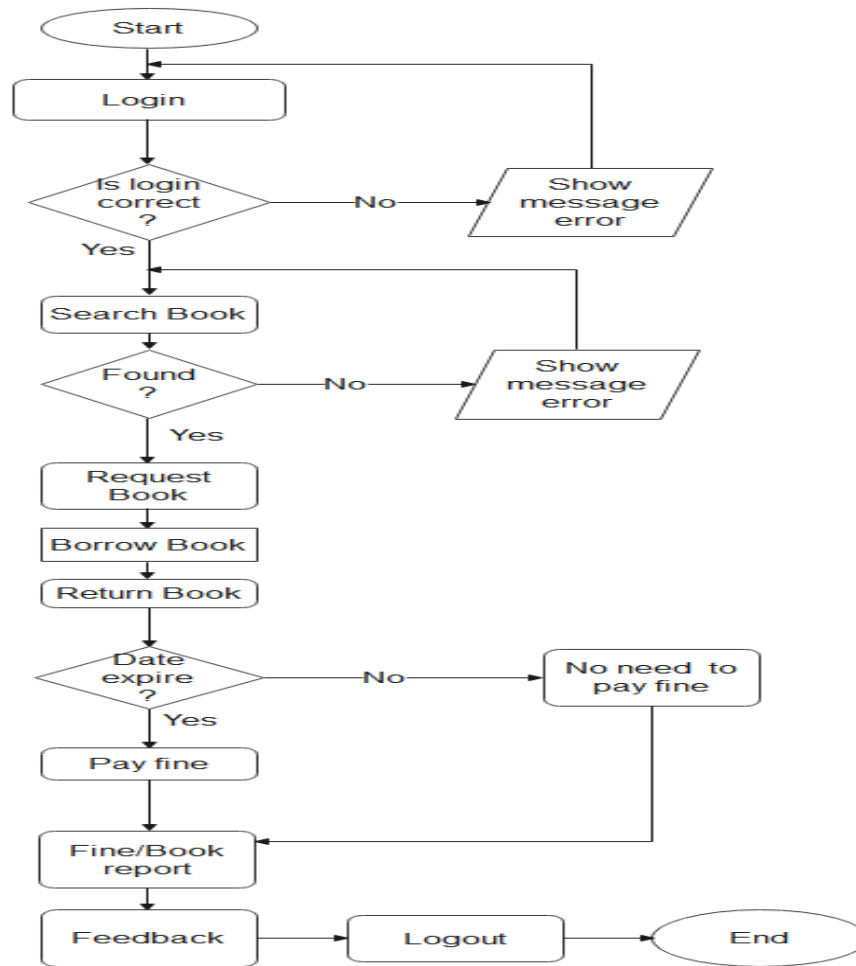 Start
Login
Is login
correct
?
No
Show
message
error
Yes
Search Book
Found
?
No
Show
message
error
Yes
Request
Book
Borrow Book
Return Book
Date
expire
?
No
No need to
pay fine
Yes
Pay fine
Fine/Book
report
Feedback
Logout
End